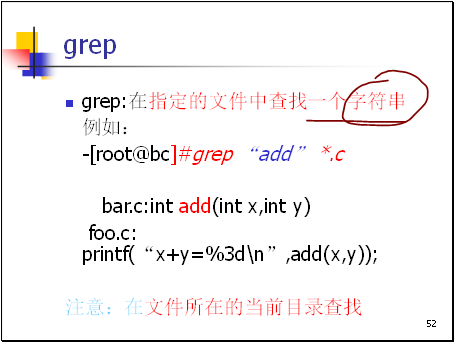 grep
grep:在指定的文件中查找一个字符串
例如：
-[root@bc]#grep “add” *.c
bar.c:int add(int x,int y)
foo.c:
printf(“x+y=%3d\n”,add(x,y));
注意：在文件所在的当前目录查找
52